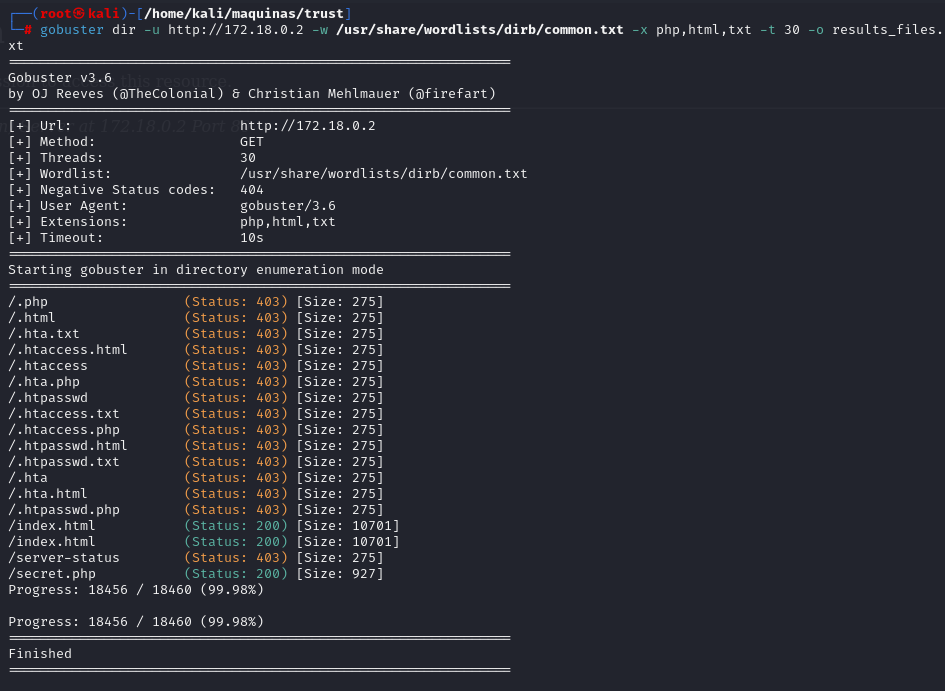 ┌──(root㉿kali)-[/home/kali/maquinas/trust]
└─# gobuster dir -u http://172.18.0.2 -w /usr/share/wordlists/dirb/common.txt -x php,html,txt -t 30 -o results_files.
xt
===============================================================
Gobuster v3.6
by OJ Reeves (@TheColonial) & Christian Mehlmauer (@firefart)
===============================================================
[+] Url:                     http://172.18.0.2
[+] Method:                  GET
[+] Threads:                 30
[+] Wordlist:                /usr/share/wordlists/dirb/common.txt
[+] Negative Status codes:   404
[+] User Agent:              gobuster/3.6
[+] Extensions:              php,html,txt
[+] Timeout:                 10s
===============================================================
Starting gobuster in directory enumeration mode
===============================================================
/.php                 (Status: 403) [Size: 275]
/.html                (Status: 403) [Size: 275]
/.hta.txt             (Status: 403) [Size: 275]
/.htaccess.html       (Status: 403) [Size: 275]
/.htaccess            (Status: 403) [Size: 275]
/.hta.php             (Status: 403) [Size: 275]
/.htpasswd            (Status: 403) [Size: 275]
/.htaccess.txt        (Status: 403) [Size: 275]
/.htaccess.php        (Status: 403) [Size: 275]
/.htpasswd.html       (Status: 403) [Size: 275]
/.htpasswd.txt        (Status: 403) [Size: 275]
/.hta                 (Status: 403) [Size: 275]
/.hta.html            (Status: 403) [Size: 275]
/.htpasswd.php        (Status: 403) [Size: 275]
/index.html           (Status: 200) [Size: 10701]
/index.html           (Status: 200) [Size: 10701]
/server-status        (Status: 403) [Size: 275]
/secret.php           (Status: 200) [Size: 927]
Progress: 18456 / 18460 (99.98%)
Progress: 18456 / 18460 (99.98%)
===============================================================
Finished
===============================================================